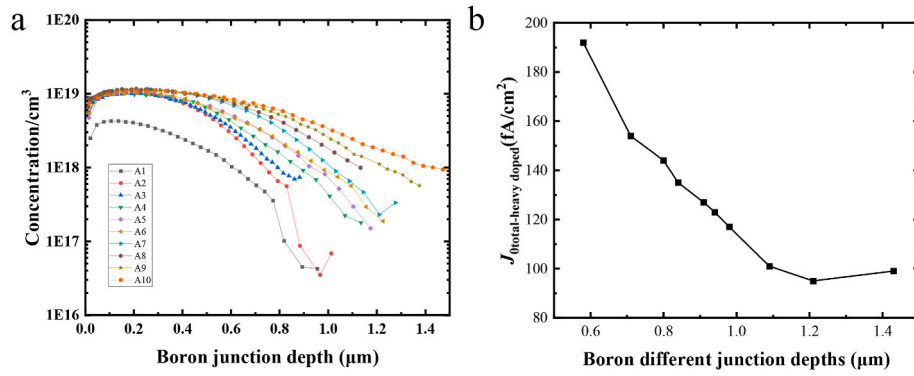 a
1E20
1E19
1E18
1E17
1E16
Concentration/cm³
A1
A2
A3
A4
A5
A6
A7
A8
A9
A10
0.0 0.2 0.4 0.6 0.8 1.0 1.2 1.4
Boron junction depth (μm)
b
200
180
160
140
120
100
80
J0total-heavy doped(fA/cm²)
0.6 0.8 1.0 1.2 1.4
Boron different junction depths (μm)